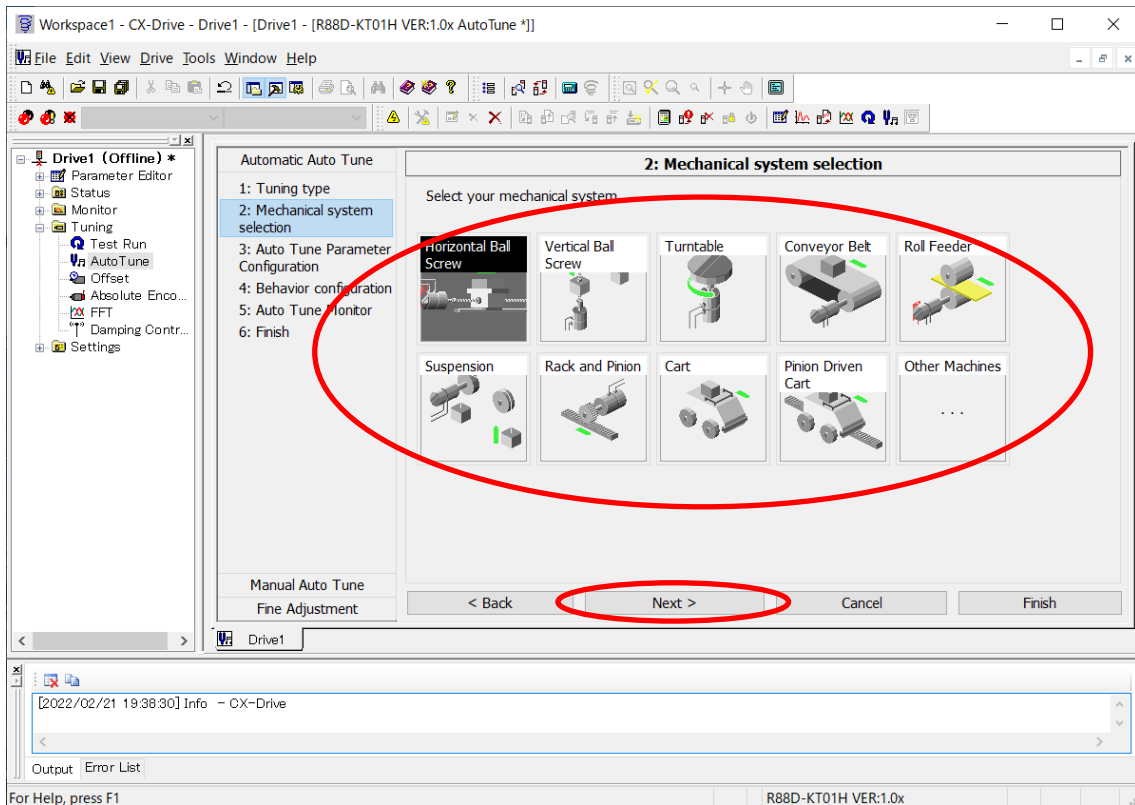 Workspace1 - CX-Drive - Drive1 - [Drive1 - [R88D-KT01H VER:1.0x AutoTune *]]
File Edit View Drive Tools Window Help
Drive1 (Offline) *
Parameter Editor
Status
Monitor
Tuning
Test Run
AutoTune
Offset
Absolute Enco...
FFT
Damping Contr...
Settings
Automatic Auto Tune
1: Tuning type
2: Mechanical system
selection
3: Auto Tune Parameter
Configuration
4: Behavior configuration
5: Auto Tune Monitor
6: Finish
Manual Auto Tune
Fine Adjustment
2: Mechanical system selection
Select your mechanical system
Horizontal Ball
Screw
Vertical Ball
Screw
Turntable
Conveyor Belt
Roll Feeder
Suspension
Rack and Pinion
Cart
Pinion Driven
Cart
Other Machines
...
< Back
Next >
Cancel
Finish
Drive1
[2022/02/21 19:38:30] Info - CX-Drive
Output
Error List
For Help, press F1
R88D-KT01H VER:1.0x